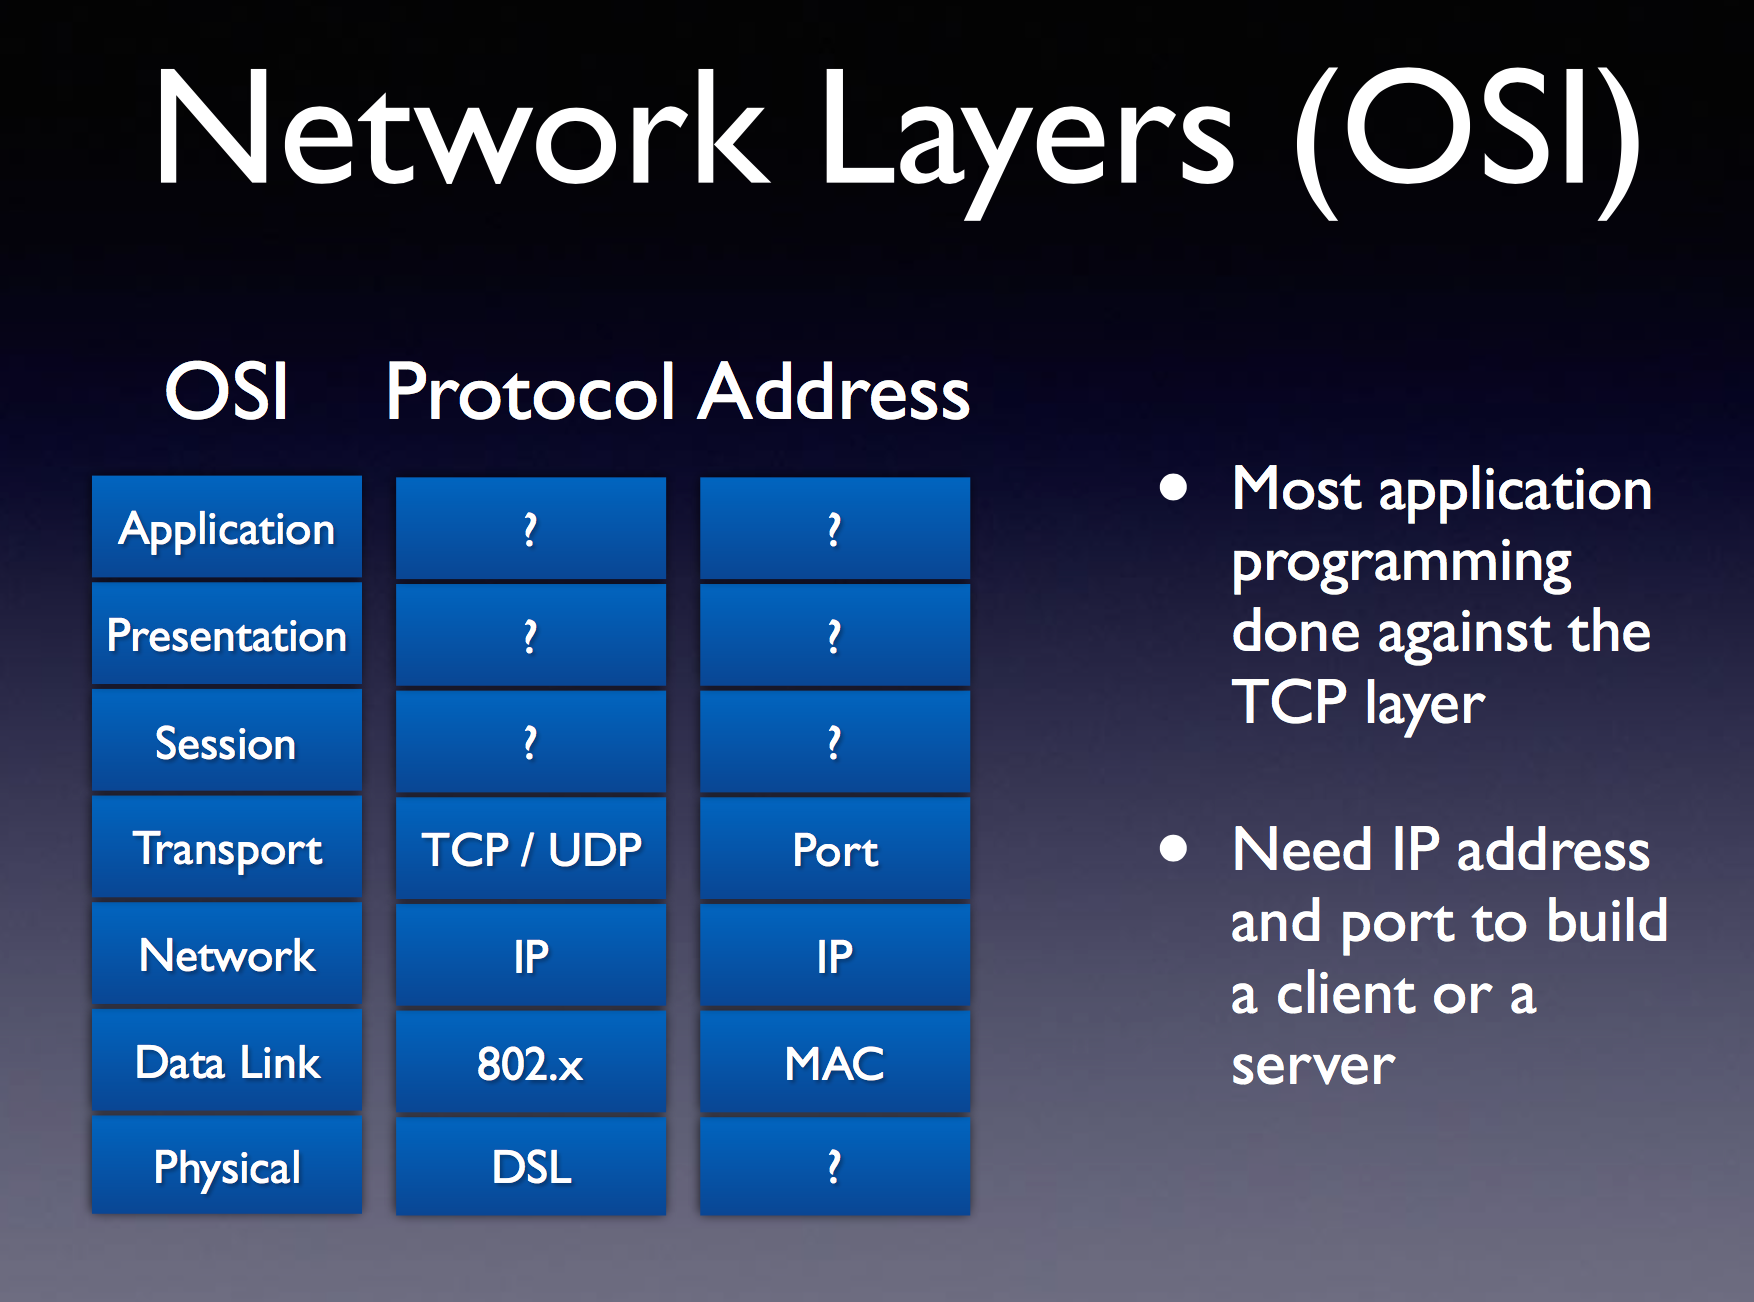 Network Layers (OSI)
OSI Protocol Address
Application ? ?
Presentation ? ?
Session ? ?
Transport TCP / UDP Port
Network IP IP
Data Link 802.x MAC
Physical DSL ?
• Most application
programming
done against the
TCP layer
• Need IP address
and port to build
a client or a
server